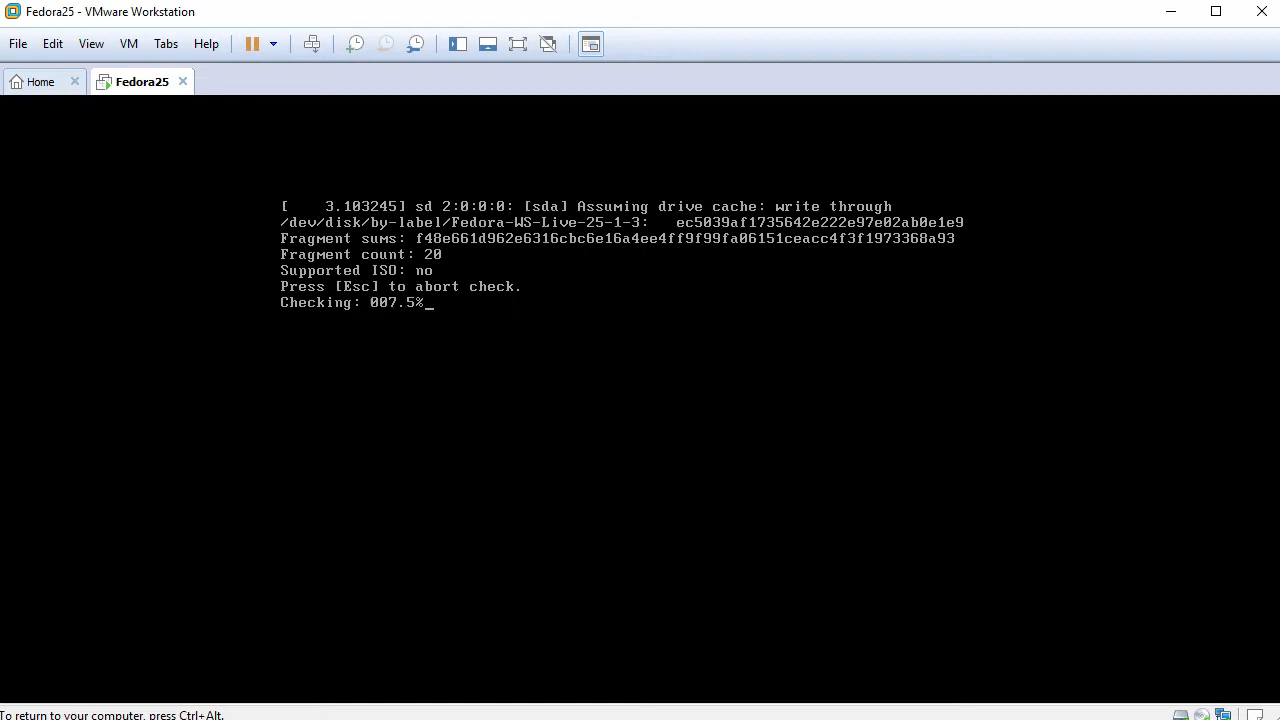 Fedora25 - VMware Workstation
File Edit View VM Tabs Help
Home Fedora25
[    3.103245] sd 2:0:0:0: [sda] Assuming drive cache: write through
/dev/disk/by-label/Fedora-WS-Live-25-1-3:   ec5039af1735642e222e97e02ab0e1e9
Fragment sums: f48e661d962e6316cbc6e16a4ee4ff9f99fa06151ceacc4f3f1973368a93
Fragment count: 20
Supported ISO: no
Press [Esc] to abort check.
Checking: 007.5%_
To return to your computer, press Ctrl+Alt.